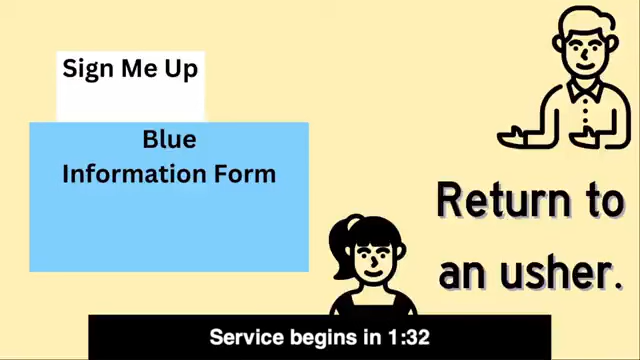 Sign Me Up
Blue
Information Form
Return to
an usher.
Service begins in 1:32